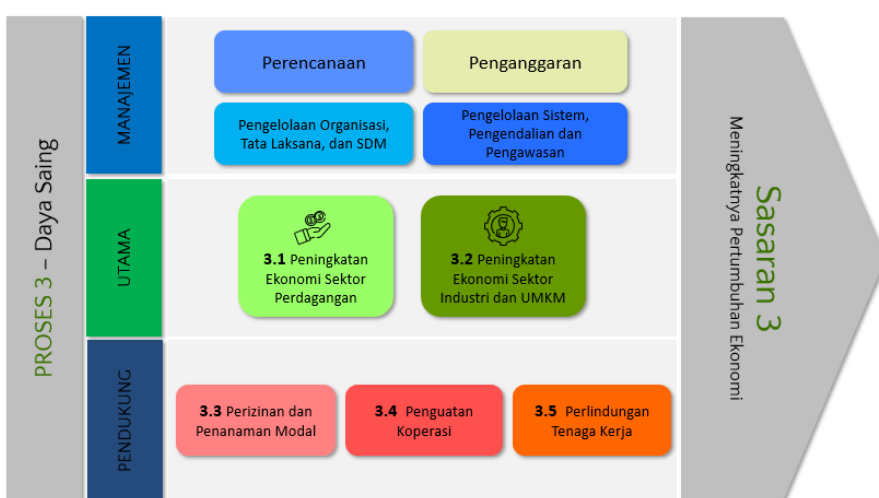 PROSES 3 – Daya Saing
MANAJEMEN
Perencanaan
Penganggaran
Pengelolaan Organisasi,
Tata Laksana, dan SDM
Pengelolaan Sistem,
Pengendalian dan
Pengawasan
UTAMA
3.1 Peningkatan
Ekonomi Sektor
Perdagangan
3.2 Peningkatan
Ekonomi Sektor
Industri dan UMKM
PENDUKUNG
3.3 Perizinan dan
Penanaman Modal
3.4 Penguatan
Koperasi
3.5 Perlindungan
Tenaga Kerja
Sasaran 3
Meningkatnya Pertumbuhan Ekonomi